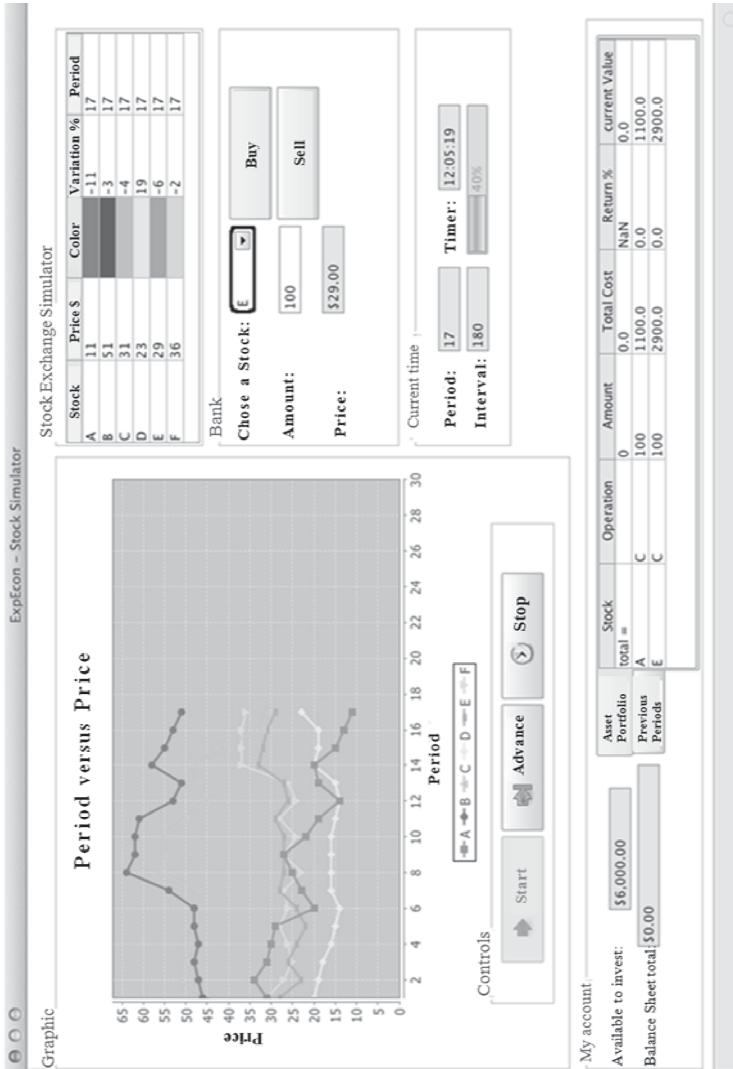 ExpEcon – Stock Simulator
Graphic
Period versus Price
Price
65
60
55
50
45
40
35
30
25
20
15
10
5
0
2 4 6 8 10 12 14 16 18 20 22 24 26 28 30
Period
A B C D E F
Controls
Start
Advance
Stop
Stock Exchange Simulator
Stock Price $ Color Variation % Period
A 11 -11 17
B 51 -3 17
C 31 -4 17
D 23 19 17
E 29 -6 17
F 36 -2 17
Bank
Chose a Stock: E
Amount: 100
Price: $29.00
Buy
Sell
Current time
Period: 17 Timer: 12:05:19
Interval: 180 40%
My account
Available to invest: $6,000.00
Balance Sheet total: $0.00
Asset
Portfolio
Previous
Periods
Stock Operation Amount Total Cost Return % current Value
total = 0 0.0 NaN 0.0
A C 100 1100.0 0.0 1100.0
E C 100 2900.0 0.0 2900.0